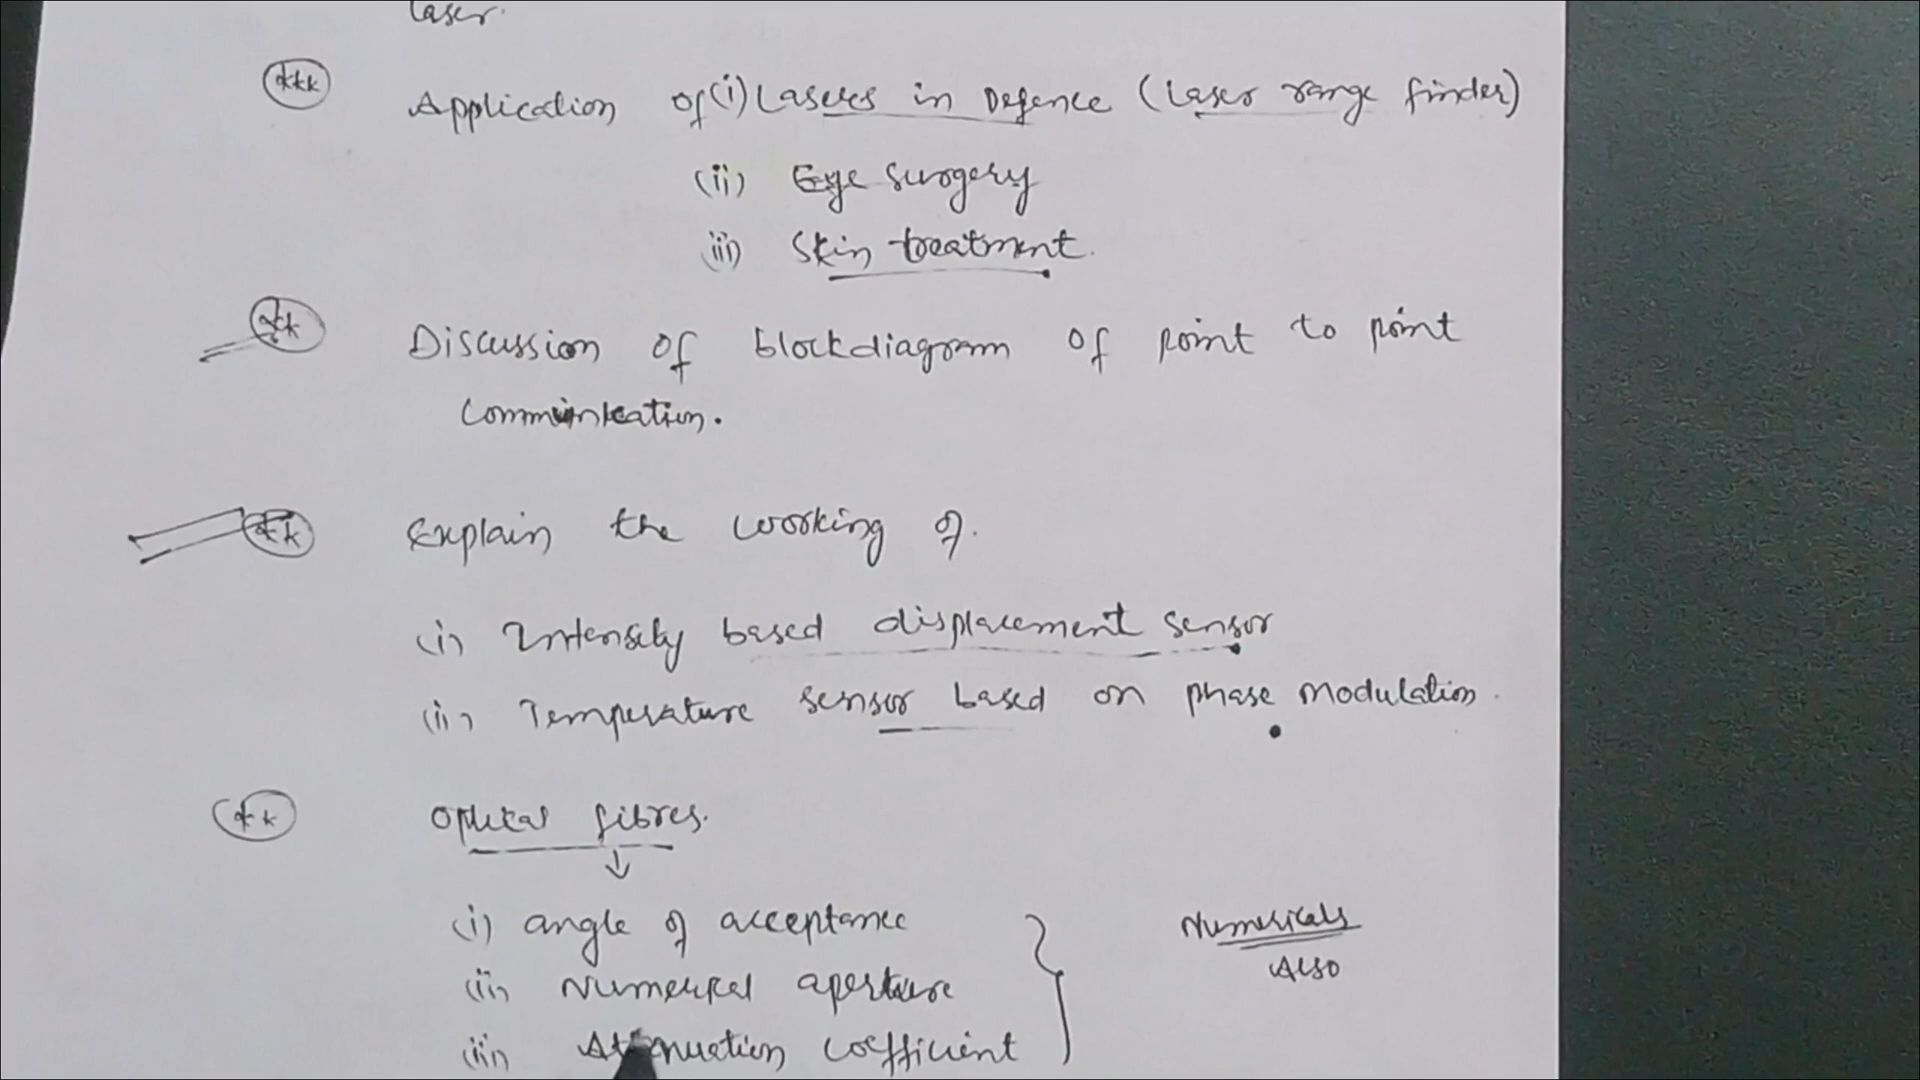 laser.
*** Application of (i) Lasers in Defence (Laser range finder)
(ii) Eye surgery
(iii) Skin treatment.
** Discussion of block diagram of point to point
communication.
** Explain the working of.
(i) Intensity based displacement sensor
(ii) Temperature sensor based on phase modulation.
** Optical fibres.
↓
(i) angle of acceptance
Numericals
(ii) Numerical aperture
Also
(iii) Attenuation coefficient